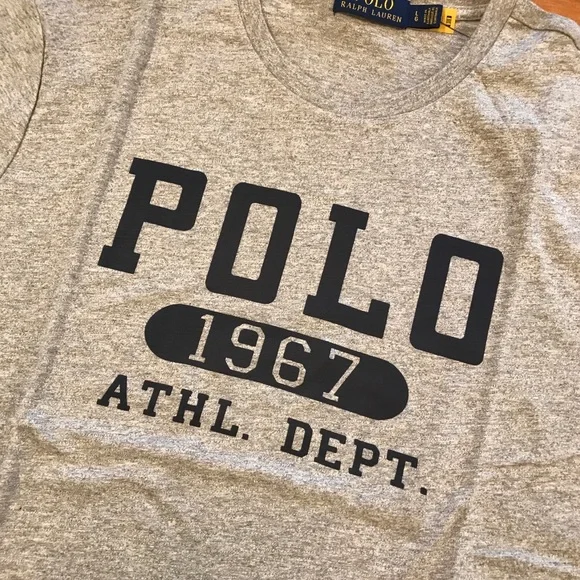 POLO
RALPH LAUREN
POLO
1967
ATHL. DEPT.